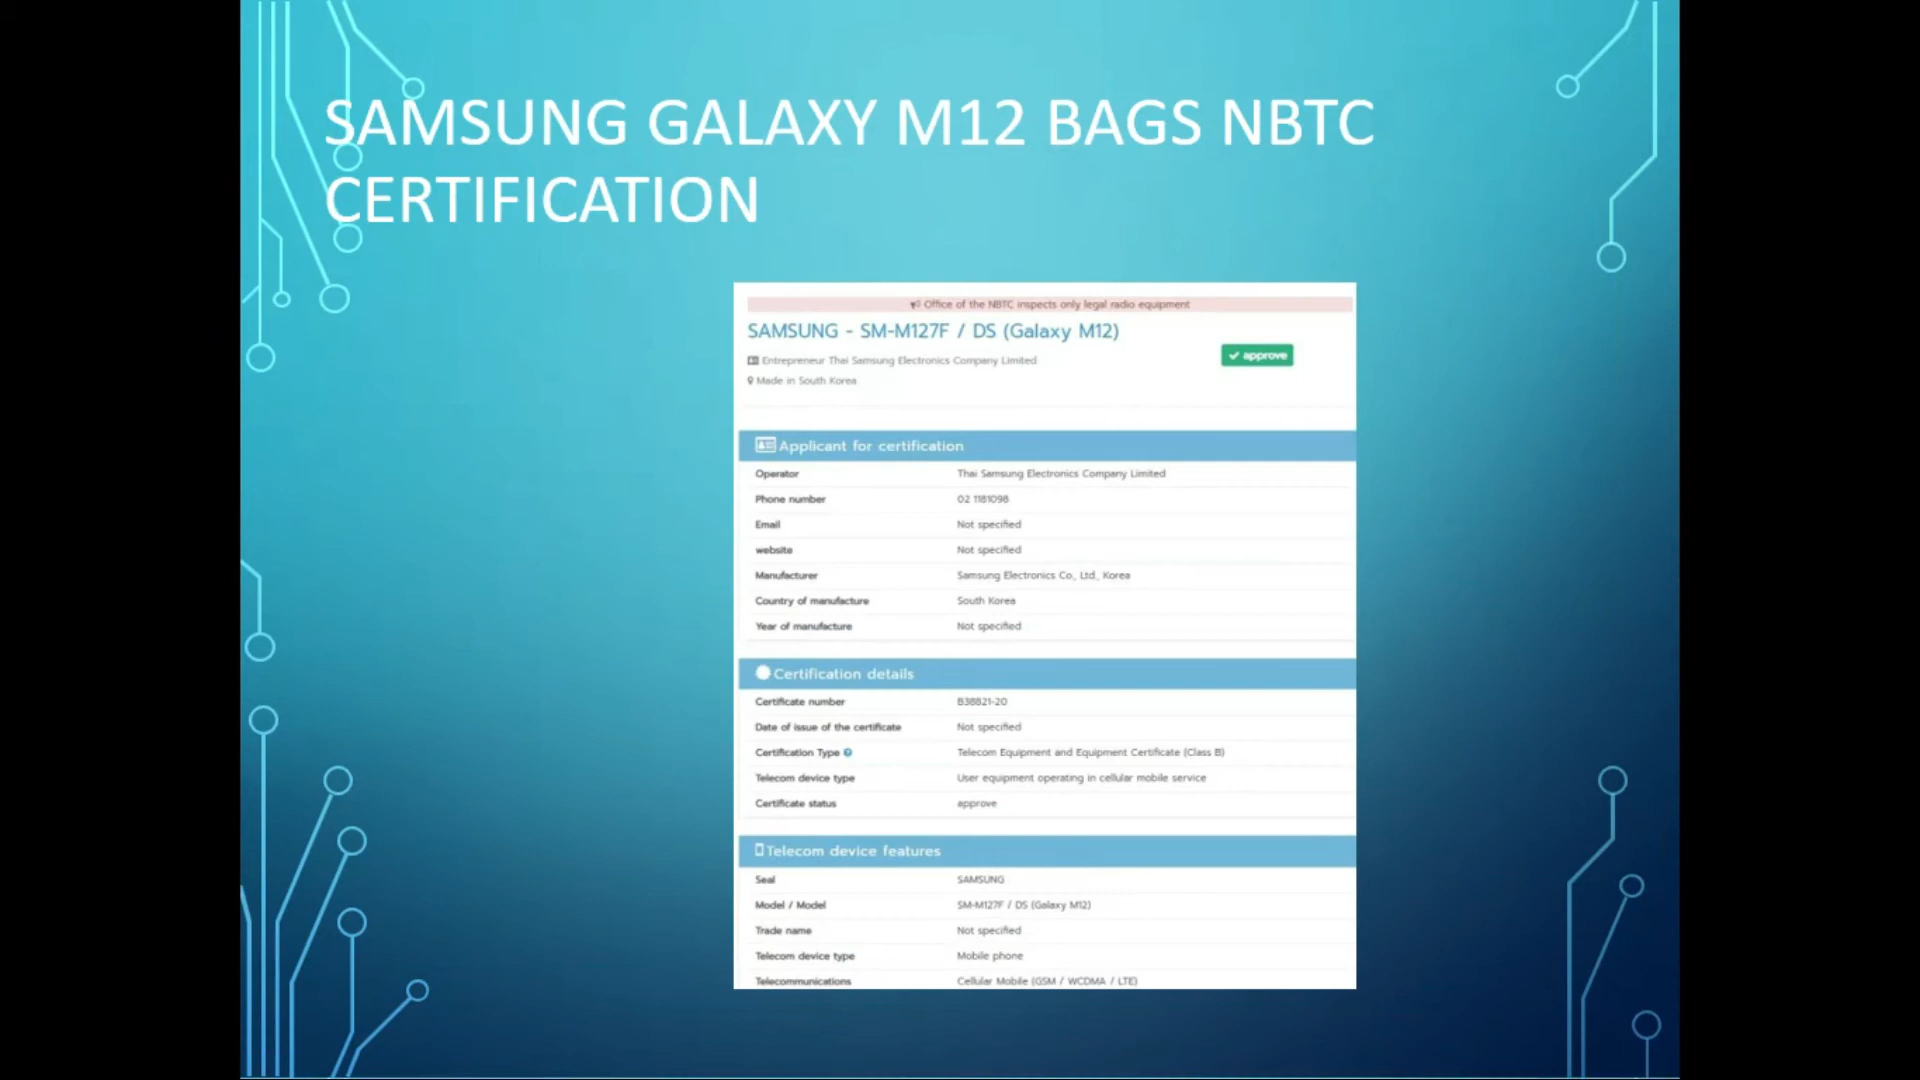 SAMSUNG GALAXY M12 BAGS NBTC
CERTIFICATION
Office of the NBTC inspects only legal radio equipment
SAMSUNG - SM-M127F / DS (Galaxy M12)
approve
Entrepreneur Thai Samsung Electronics Company Limited
Made in South Korea
Applicant for certification
Operator Thai Samsung Electronics Company Limited
Phone number 02 1181098
Email Not specified
website Not specified
Manufacturer Samsung Electronics Co., Ltd., Korea
Country of manufacture South Korea
Year of manufacture Not specified
Certification details
Certificate number B38821-20
Date of issue of the certificate Not specified
Certification Type Telecom Equipment and Equipment Certificate (Class B)
Telecom device type User equipment operating in cellular mobile service
Certificate status approve
Telecom device features
Seal SAMSUNG
Model / Model SM-M127F / DS (Galaxy M12)
Trade name Not specified
Telecom device type Mobile phone
Telecommunications Cellular Mobile (GSM / WCDMA / LTE)